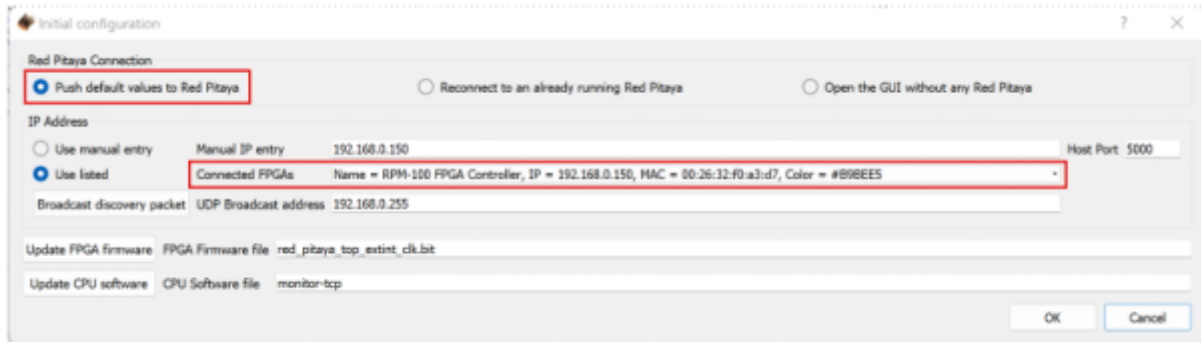 Initial configuration
Red Pitaya Connection
Push default values to Red Pitaya Reconnect to an already running Red Pitaya Open the GUI without any Red Pitaya
IP Address
Use manual entry Manual IP entry 192.168.0.150 Host Port 5000
Use listed Connected FPGAs Name = RPM-100 FPGA Controller, IP = 192.168.0.150, MAC = 00:26:32:f0:a3:d7, Color = #B9BEE5
Broadcast discovery packet UDP Broadcast address 192.168.0.255
Update FPGA firmware FPGA Firmware file red_pitaya_top_extint_clk.bit
Update CPU software CPU Software file monitor-tcp
OK Cancel